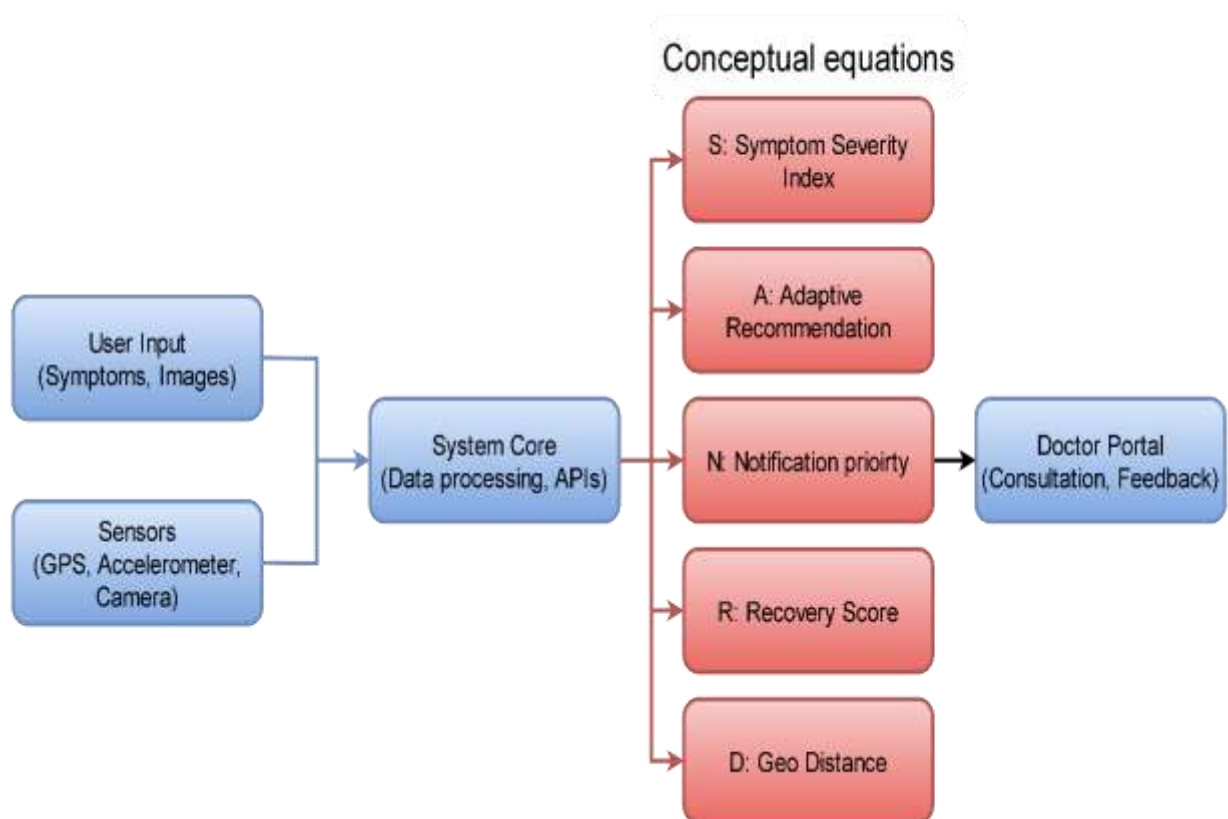 Conceptual equations
S: Symptom Severity
Index
A: Adaptive
Recommendation
User Input
(Symptoms, Images)
System Core
(Data processing, APIs)
N: Notification prioirty
Doctor Portal
(Consultation, Feedback)
Sensors
(GPS, Accelerometer,
Camera)
R: Recovery Score
D: Geo Distance